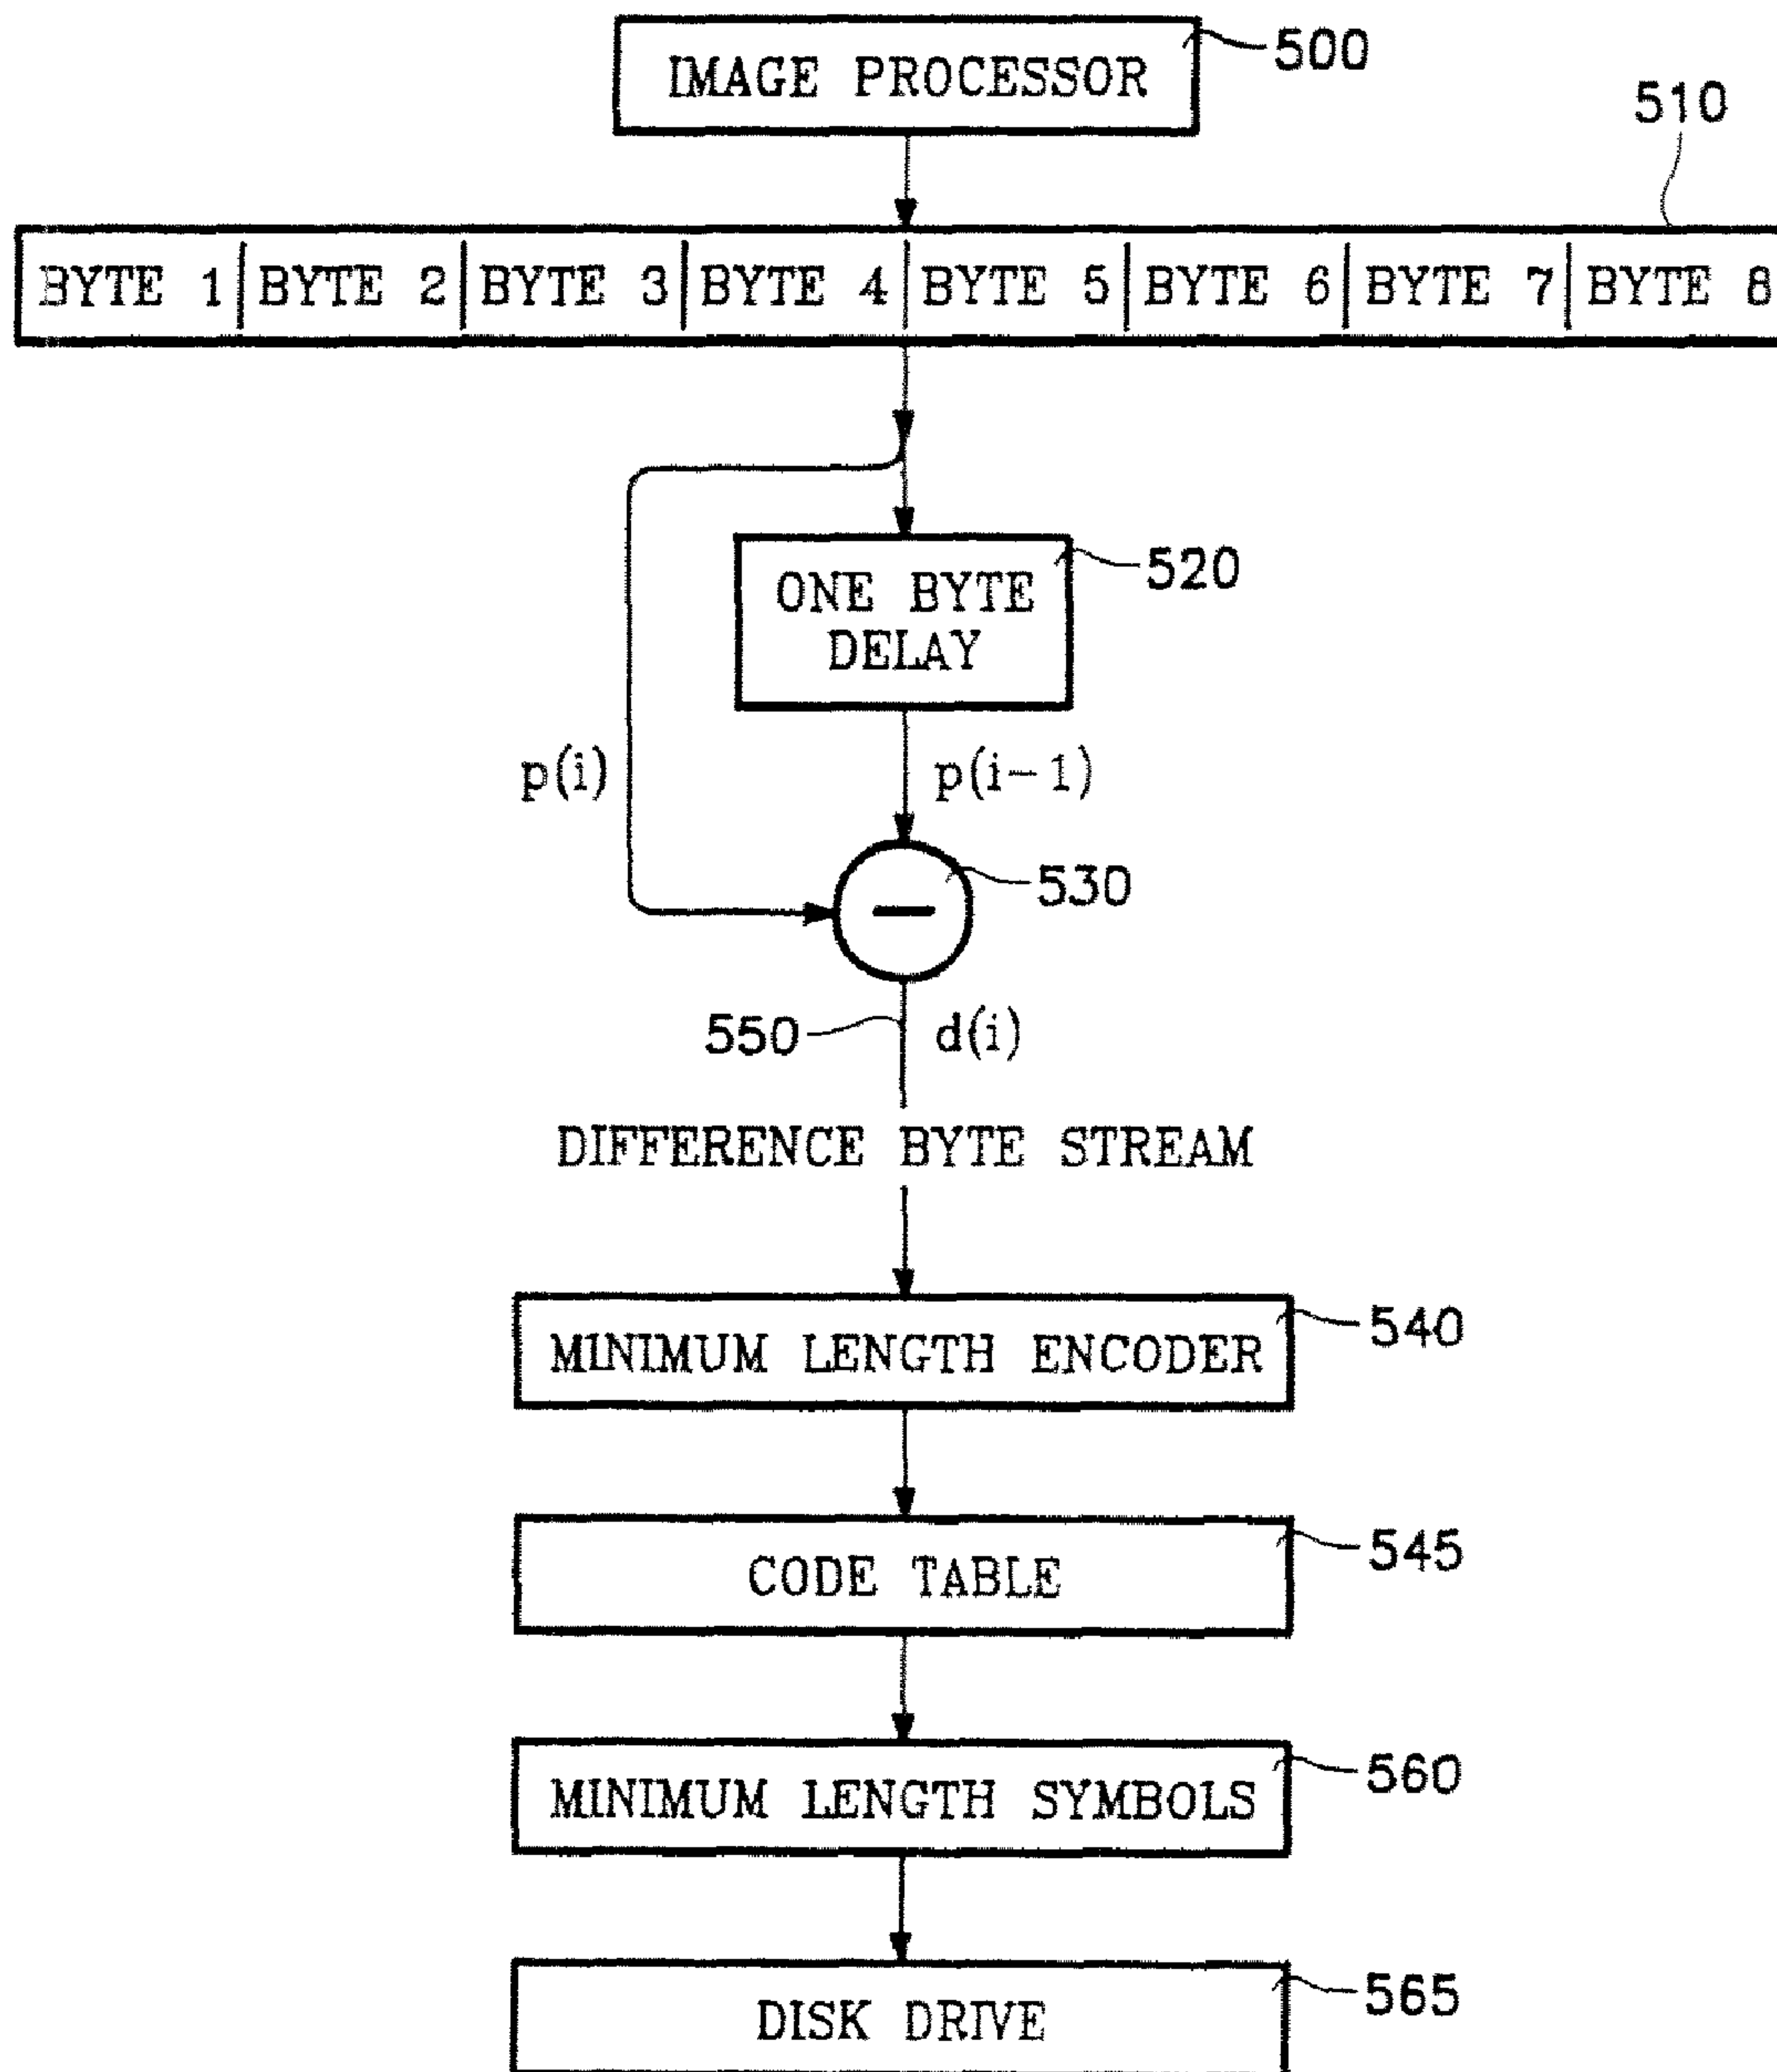 IMAGE PROCESSOR
500
510
BYTE 1 BYTE 2 BYTE 3 BYTE 4 BYTE 5 BYTE 6 BYTE 7 BYTE 8
ONE BYTE
DELAY
520
p(i)
p(i-1)
530
–
550
d(i)
DIFFERENCE BYTE STREAM
MINIMUM LENGTH ENCODER
540
CODE TABLE
545
MINIMUM LENGTH SYMBOLS
560
DISK DRIVE
565